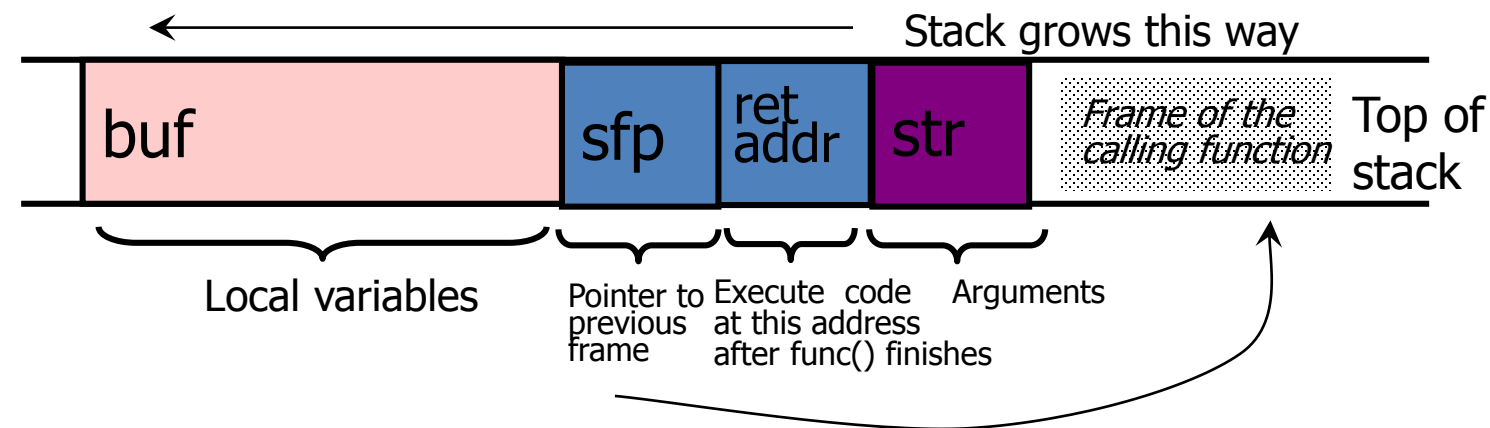 Stack grows this way
buf
sfp
ret
addr
str
Frame of the
calling function
Top of
stack
Local variables
Pointer to
previous
frame
Execute code
at this address
after func() finishes
Arguments